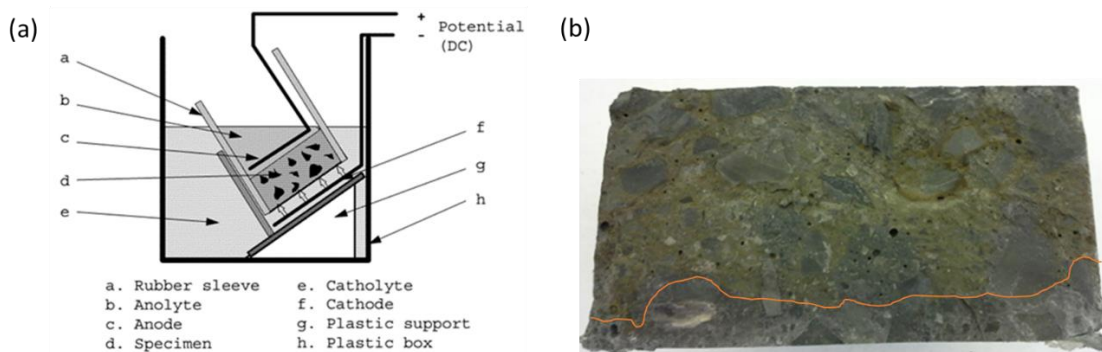 (a)
+
- Potential
(DC)
a
b
c
d
e
f
g
h
a. Rubber sleeve e. Catholyte
b. Anolyte f. Cathode
c. Anode g. Plastic support
d. Specimen h. Plastic box
(b)